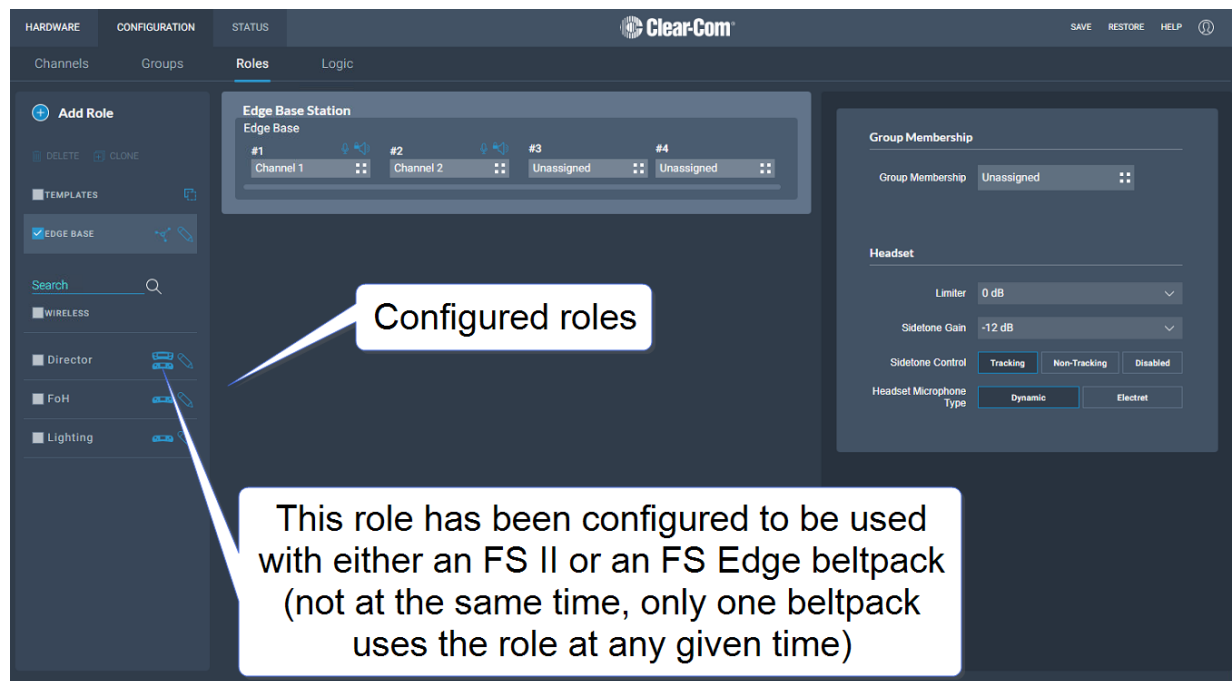 HARDWARE CONFIGURATION STATUS Clear-Com SAVE RESTORE HELP
Channels Groups Roles Logic
Add Role
DELETE CLONE
TEMPLATES
EDGE BASE
Search
WIRELESS
Director
FoH
Lighting
Edge Base Station
Edge Base
#1 #2 #3 #4
Channel 1 Channel 2 Unassigned Unassigned
Configured roles
This role has been configured to be used
with either an FS II or an FS Edge beltpack
(not at the same time, only one beltpack
uses the role at any given time)
Group Membership
Group Membership Unassigned
Headset
Limiter 0 dB
Sidetone Gain -12 dB
Sidetone Control Tracking Non-Tracking Disabled
Headset Microphone
Type Dynamic Electret